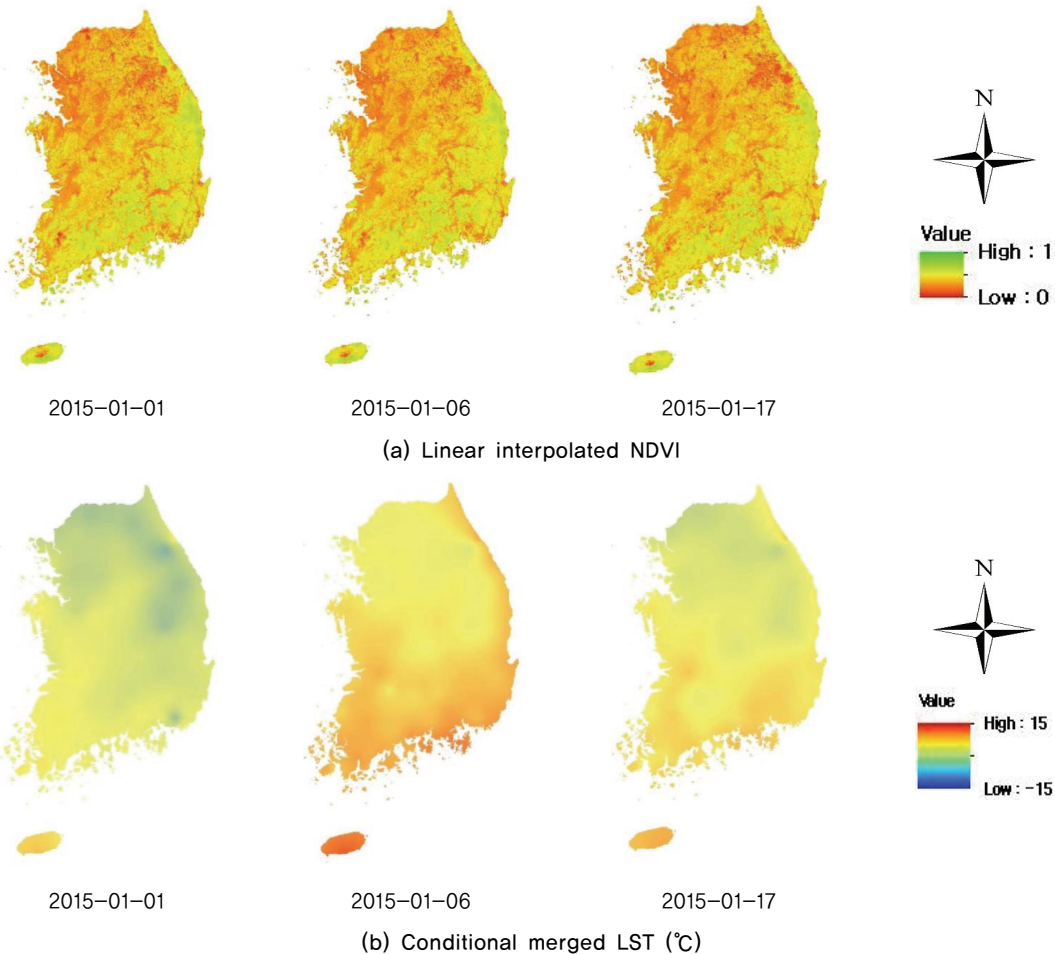 N
Value
High : 1
Low : 0
2015-01-01
2015-01-06
2015-01-17
(a) Linear interpolated NDVI
N
Value
High : 15
Low : -15
2015-01-01
2015-01-06
2015-01-17
(b) Conditional merged LST (℃)